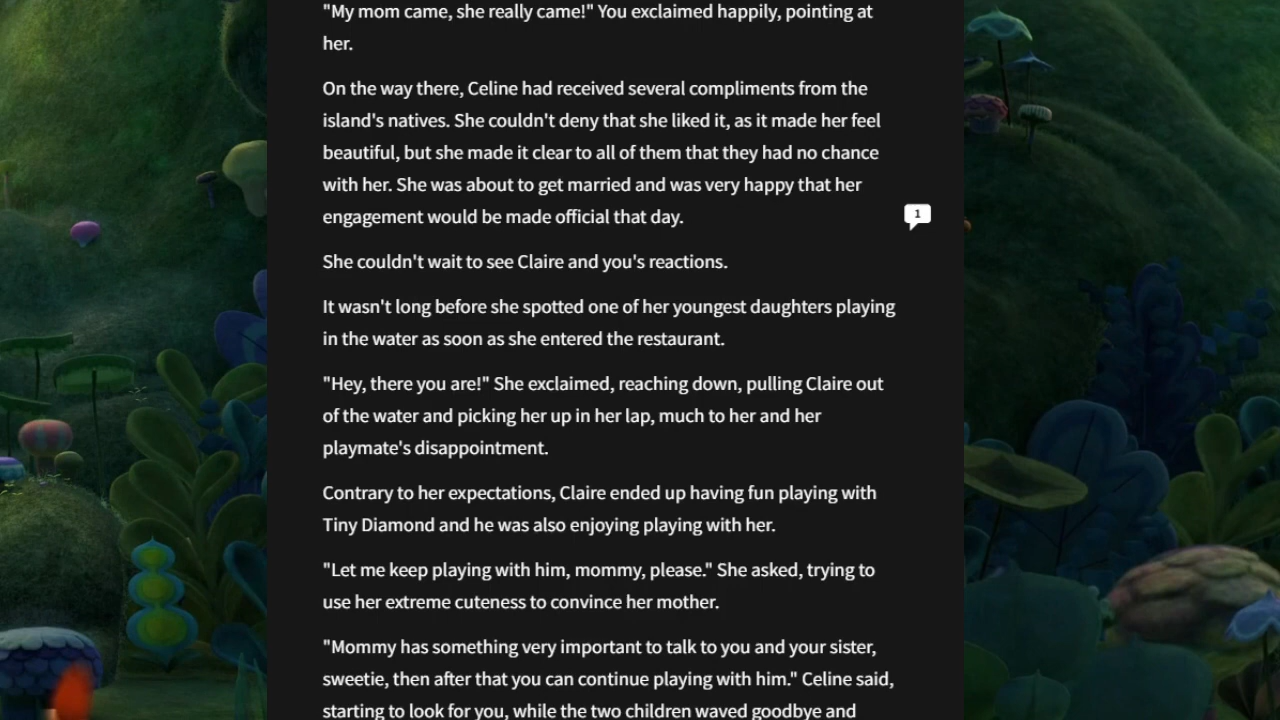 "My mom came, she really came!" You exclaimed happily, pointing at
her.
On the way there, Celine had received several compliments from the
island's natives. She couldn't deny that she liked it, as it made her feel
beautiful, but she made it clear to all of them that they had no chance
with her. She was about to get married and was very happy that her
engagement would be made official that day.
1
She couldn't wait to see Claire and you's reactions.
It wasn't long before she spotted one of her youngest daughters playing
in the water as soon as she entered the restaurant.
"Hey, there you are!" She exclaimed, reaching down, pulling Claire out
of the water and picking her up in her lap, much to her and her
playmate's disappointment.
Contrary to her expectations, Claire ended up having fun playing with
Tiny Diamond and he was also enjoying playing with her.
"Let me keep playing with him, mommy, please." She asked, trying to
use her extreme cuteness to convince her mother.
"Mommy has something very important to talk to you and your sister,
sweetie, then after that you can continue playing with him." Celine said,
starting to look for you, while the two children waved goodbye and